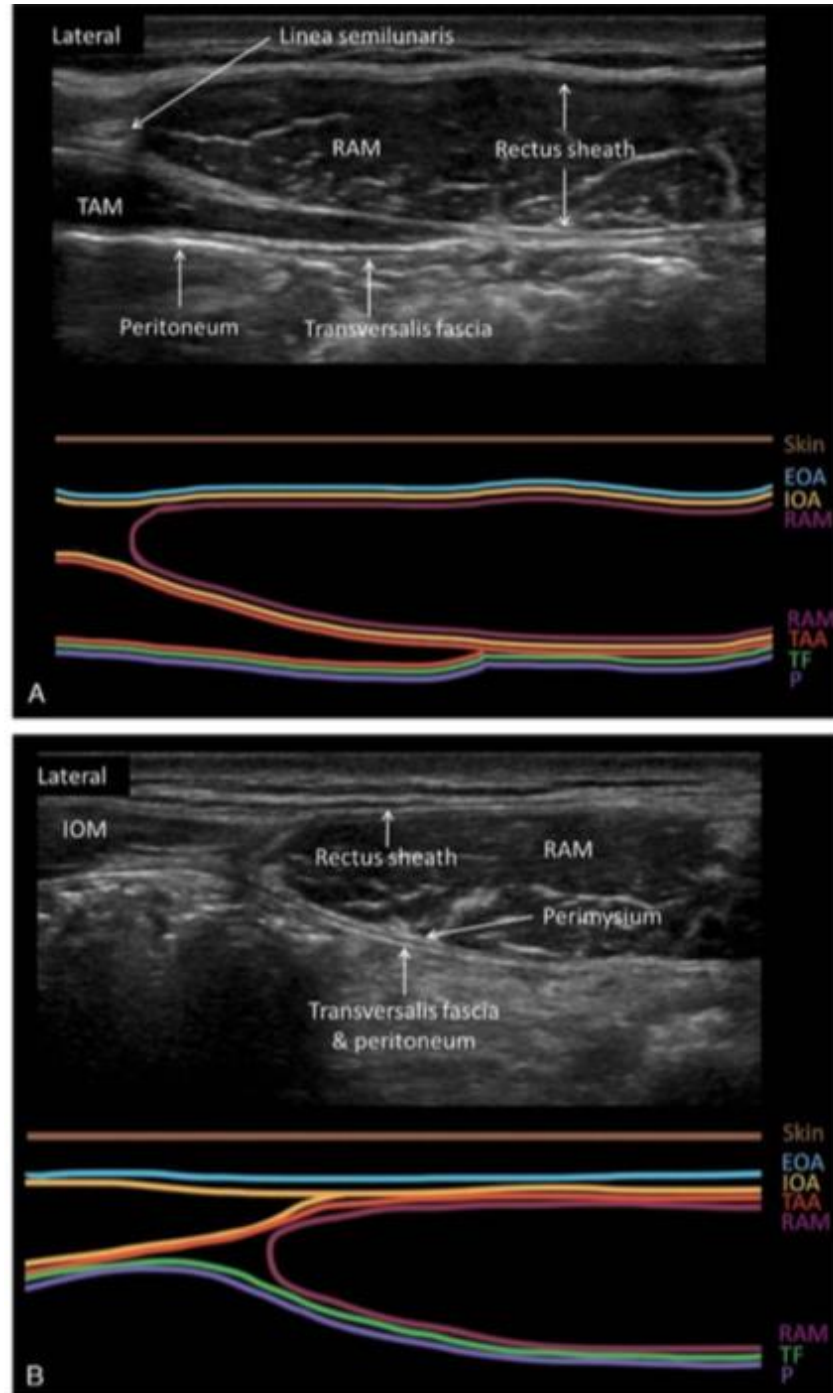 Lateral
Linea semilunaris
RAM
Rectus sheath
TAM
Peritoneum
Transversalis fascia
Skin
EOA
IOA
RAM
RAM
TAA
TF
P
A
Lateral
IOM
Rectus sheath
RAM
Perimysium
Transversalis fascia
& peritoneum
Skin
EOA
IOA
TAA
RAM
RAM
TF
P
B